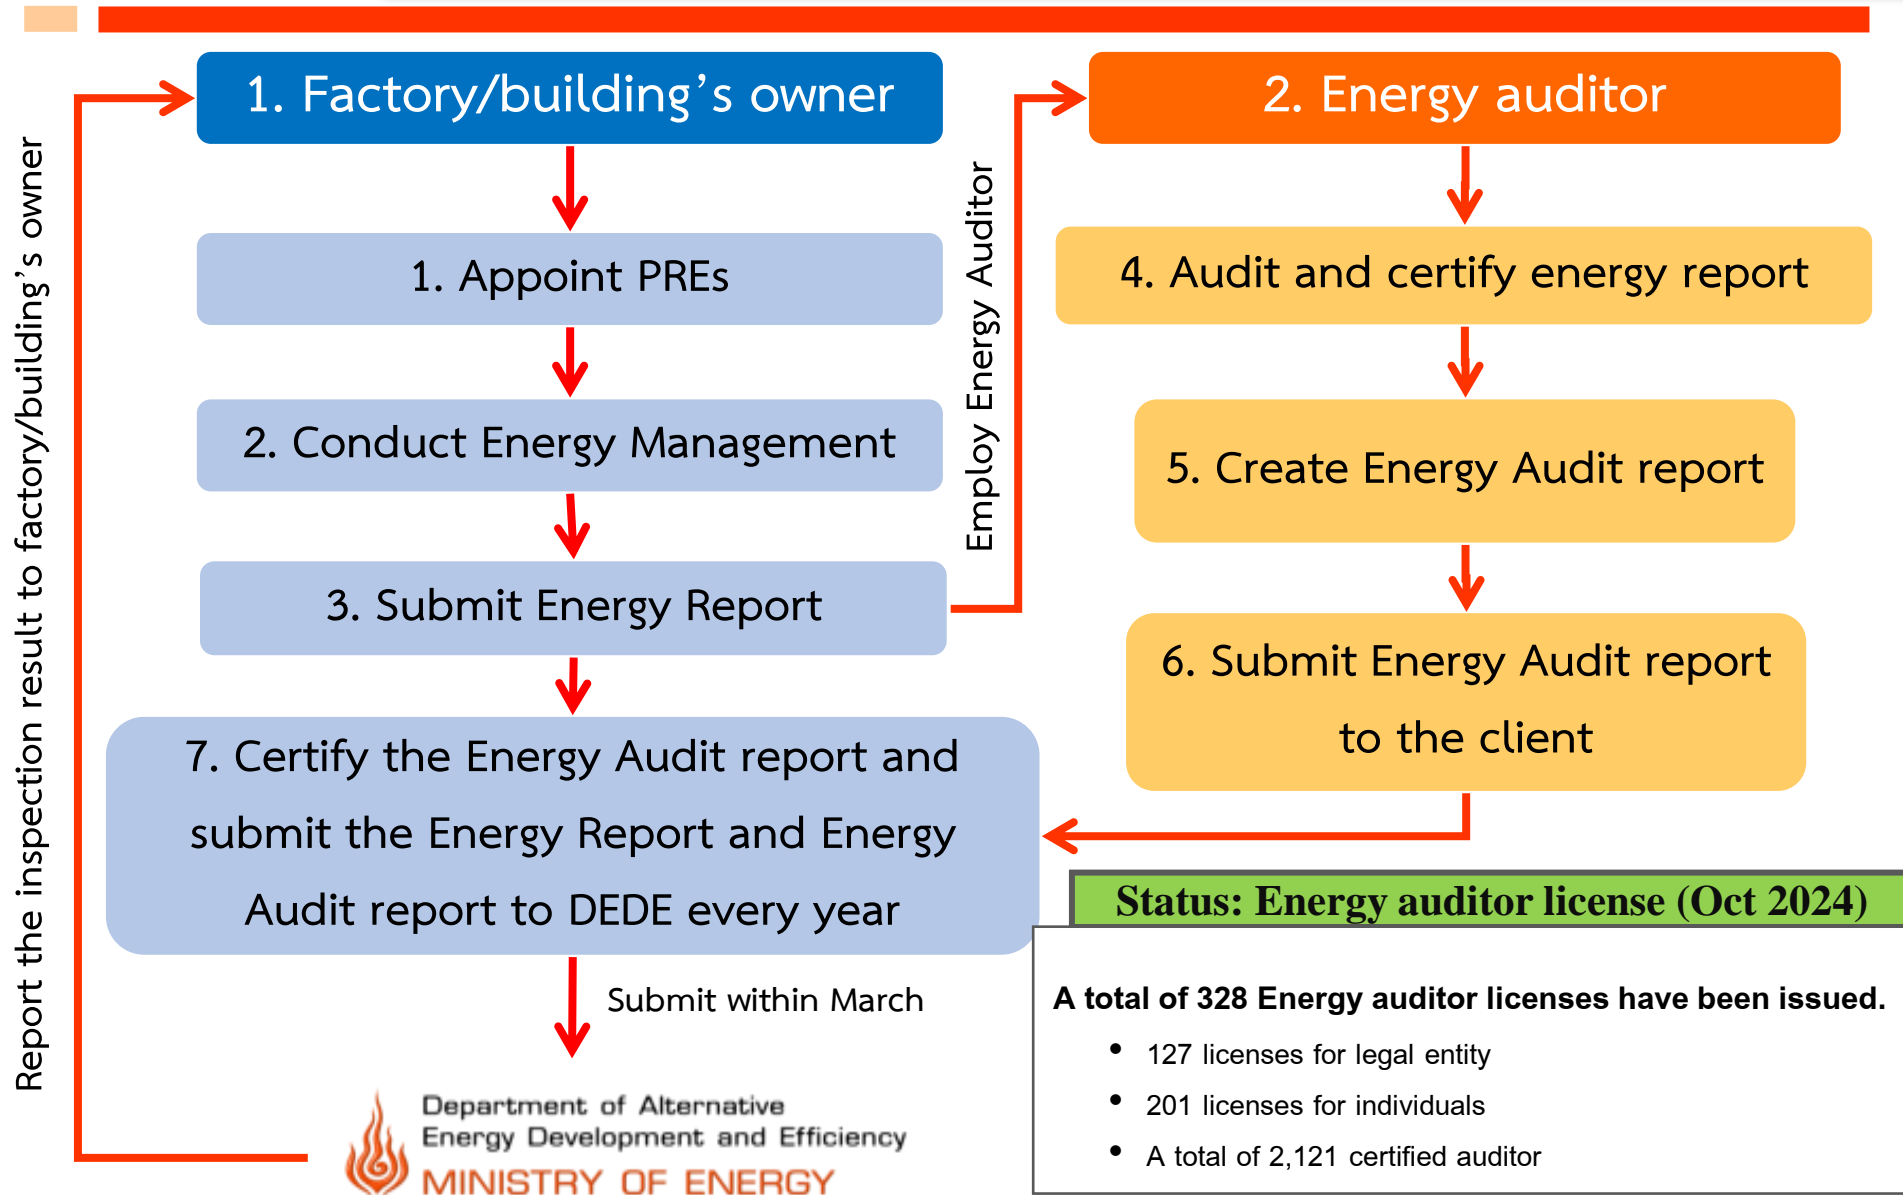 1. Factory/building's owner
1. Appoint PREs
2. Conduct Energy Management
3. Submit Energy Report
Employ Energy Auditor
2. Energy auditor
4. Audit and certify energy report
5. Create Energy Audit report
6. Submit Energy Audit report
to the client
7. Certify the Energy Audit report and
submit the Energy Report and Energy
Audit report to DEDE every year
Submit within March
Department of Alternative
Energy Development and Efficiency
MINISTRY OF ENERGY
Report the inspection result to factory/building's owner
Status: Energy auditor license (Oct 2024)
A total of 328 Energy auditor licenses have been issued.
• 127 licenses for legal entity
• 201 licenses for individuals
• A total of 2,121 certified auditor